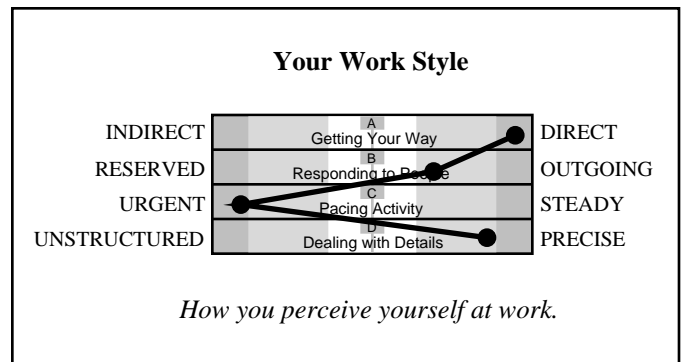 Your Work Style
A
INDIRECT Getting Your Way DIRECT
B
RESERVED Responding to People OUTGOING
C
URGENT Pacing Activity STEADY
D
UNSTRUCTURED Dealing with Details PRECISE
How you perceive yourself at work.